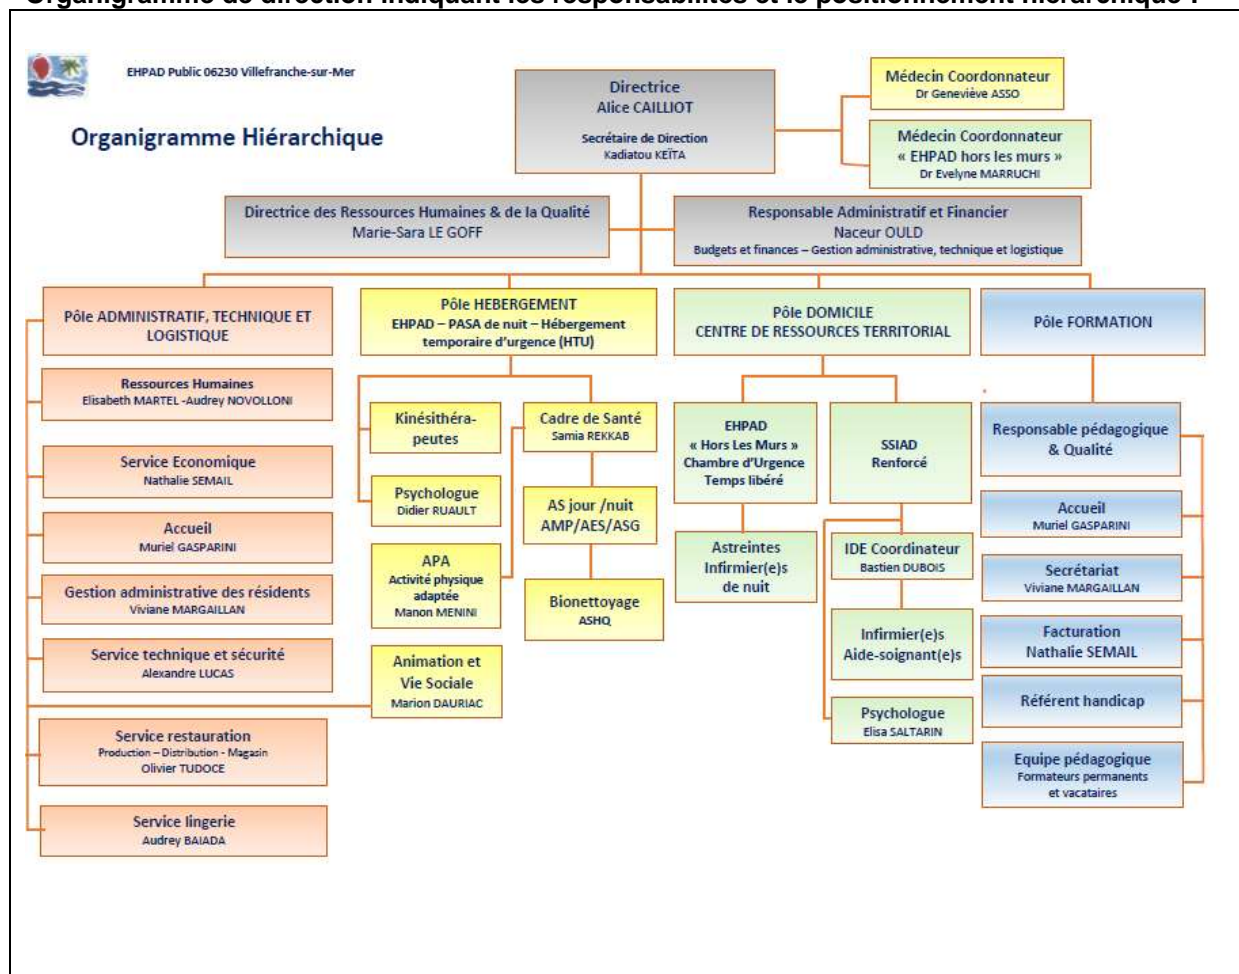 Organigramme de direction indiquant les responsabilités et le positionnement hiérarchique :
EHPAD Public 06230 Villefranche-sur-Mer
Organigramme Hiérarchique
Directrice
Alice CAILLIOT
Secrétaire de Direction
Kadiatou KEÏTA
Médecin Coordonnateur
Dr Geneviève ASSO
Médecin Coordonnateur
« EHPAD hors les murs »
Dr Evelyne MARRUCHI
Directrice des Ressources Humaines & de la Qualité
Marie-Sara LE GOFF
Responsable Administratif et Financier
Naceur OULD
Budgets et finances – Gestion administrative, technique et logistique
Pôle ADMINISTRATIF, TECHNIQUE ET
LOGISTIQUE
Ressources Humaines
Elisabeth MARTEL -Audrey NOVOLLONI
Service Economique
Nathalie SEMAIL
Accueil
Muriel GASPARINI
Gestion administrative des résidents
Viviane MARGAILLAN
Service technique et sécurité
Alexandre LUCAS
Service restauration
Production – Distribution - Magasin
Olivier TUDOCE
Service lingerie
Audrey BAIADA
Pôle HEBERGEMENT
EHPAD – PASA de nuit – Hébergement
temporaire d'urgence (HTU)
Kinésithéra-
peutes
Psychologue
Didier RUAULT
APA
Activité physique
adaptée
Manon MENINI
Animation et
Vie Sociale
Marion DAURIAC
Cadre de Santé
Samia REKKAB
AS jour /nuit
AMP/AES/ASG
Bionettoyage
ASHQ
Pôle DOMICILE
CENTRE DE RESSOURCES TERRITORIAL
EHPAD
« Hors Les Murs »
Chambre d'Urgence
Temps libéré
Astreintes
Infirmier(e)s
de nuit
SSIAD
Renforcé
IDE Coordinateur
Bastien DUBOIS
Infirmier(e)s
Aide-soignant(e)s
Psychologue
Elisa SALTARIN
Pôle FORMATION
Responsable pédagogique
& Qualité
Accueil
Muriel GASPARINI
Secrétariat
Viviane MARGAILLAN
Facturation
Nathalie SEMAIL
Référent handicap
Equipe pédagogique
Formateurs permanents
et vacataires